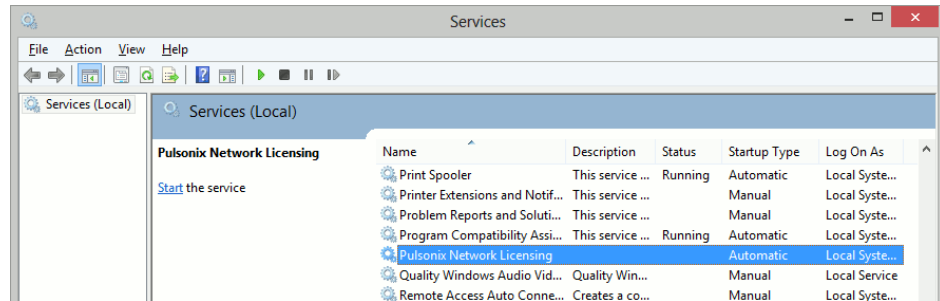 Services
File Action View Help
Services (Local)
Services (Local)
Pulsonix Network Licensing
Start the service
Name Description Status Startup Type Log On As
Print Spooler This service ... Running Automatic Local Syste...
Printer Extensions and Notif... This service ... Manual Local Syste...
Problem Reports and Soluti... This service ... Manual Local Syste...
Program Compatibility Assi... This service ... Running Automatic Local Syste...
Pulsonix Network Licensing Automatic Local Syste...
Quality Windows Audio Vid... Quality Win... Manual Local Service
Remote Access Auto Conne... Creates a co... Manual Local Syste...